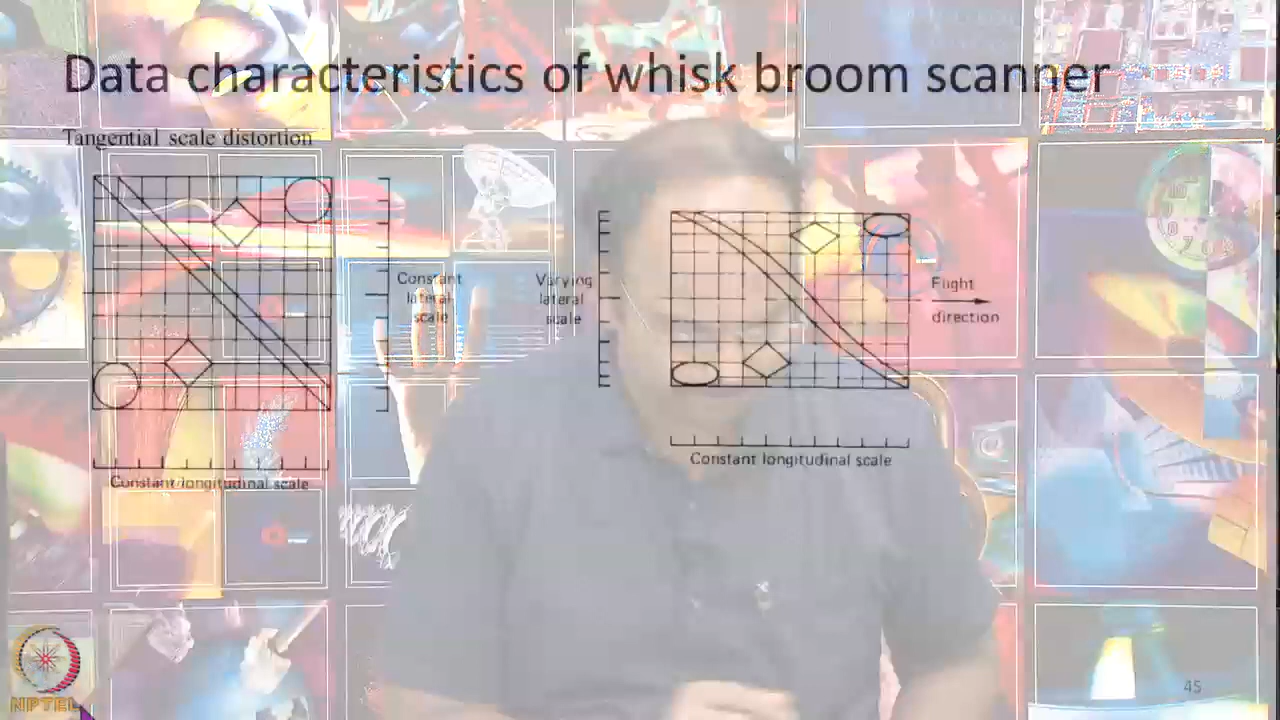 Data characteristics of whisk broom scanner
Tangential scale distortion
Constant
lateral
scale
Constant longitudinal scale
Varying
lateral
scale
Flight
direction
Constant longitudinal scale
NPTEL
45